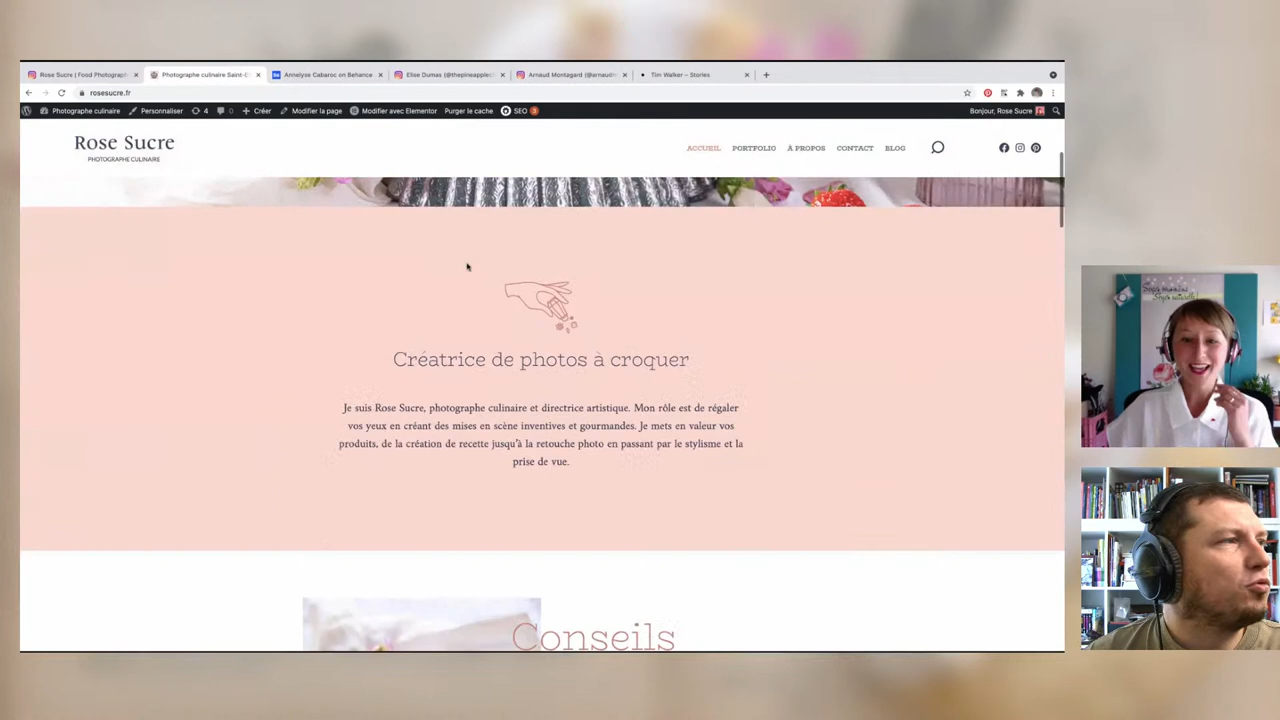 Rose Sucre | Food Photograph
Photographe culinaire Saint-É
Annelyse Cabaroc on Behance
Elise Dumas (@thepineapplec
Arnaud Montagard (@arnaudm
Tim Walker – Stories
rosesucre.fr
Photographe culinaire
Personnaliser
4
0
Créer
Modifier la page
Modifier avec Elementor
Purger le cache
SEO 3
Bonjour, Rose Sucre
Rose Sucre
PHOTOGRAPHE CULINAIRE
ACCUEIL
PORTFOLIO
À PROPOS
CONTACT
BLOG
Créatrice de photos à croquer
Je suis Rose Sucre, photographe culinaire et directrice artistique. Mon rôle est de régaler
vos yeux en créant des mises en scène inventives et gourmandes. Je mets en valeur vos
produits, de la création de recette jusqu'à la retouche photo en passant par le stylisme et la
prise de vue.
Conseils